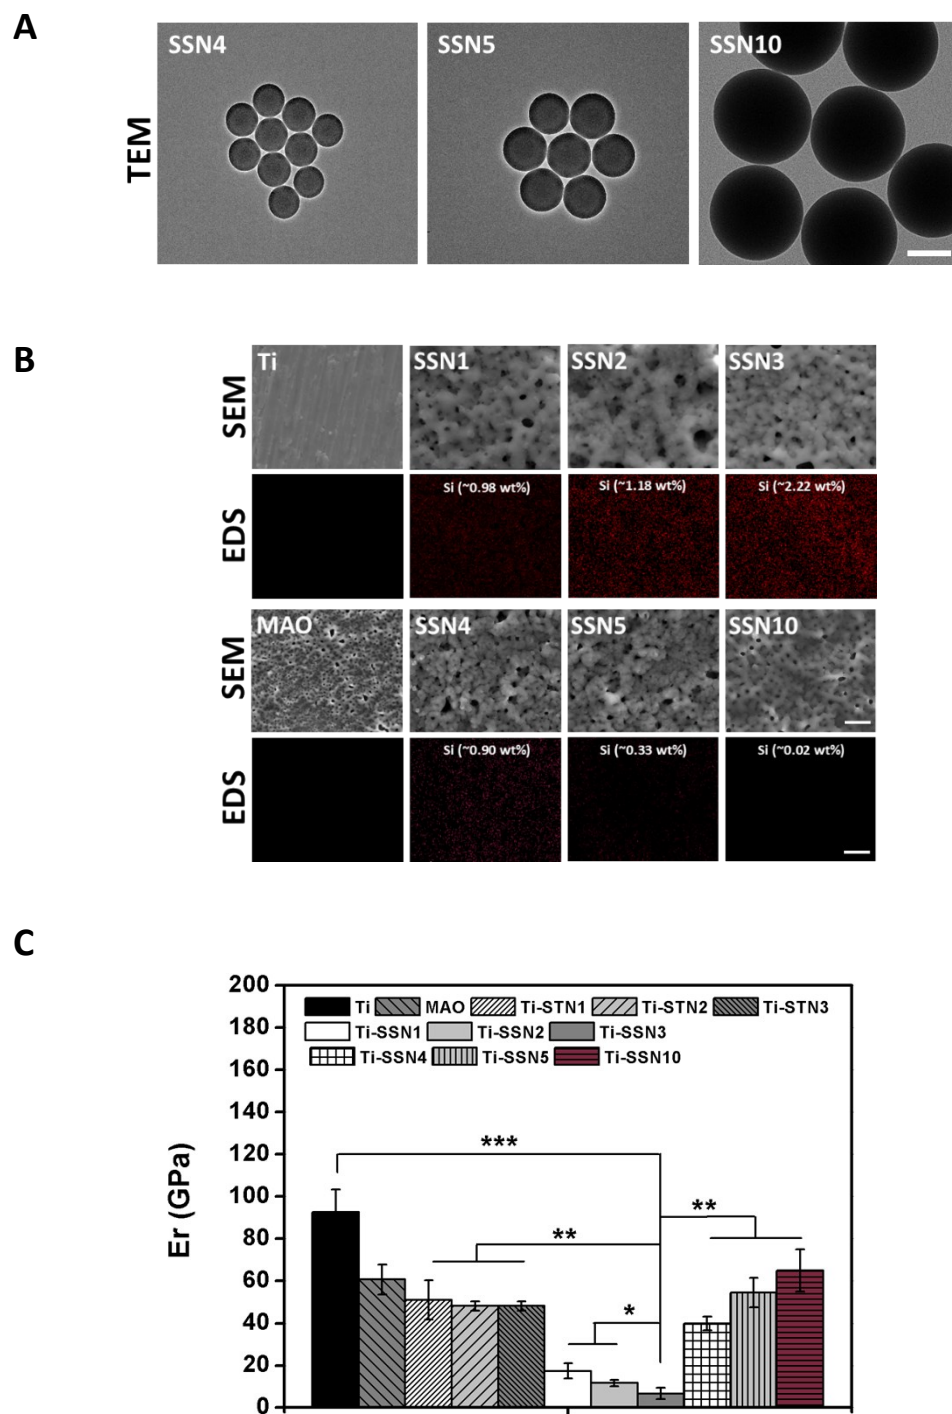 A
TEM
SSN4
SSN5
SSN10
B
SEM
Ti
SSN1
SSN2
SSN3
EDS
Si (~0.98 wt%)
Si (~1.18 wt%)
Si (~2.22 wt%)
SEM
MAO
SSN4
SSN5
SSN10
EDS
Si (~0.90 wt%)
Si (~0.33 wt%)
Si (~0.02 wt%)
C
Er (GPa)
200
180
160
140
120
100
80
60
40
20
0
Ti MAO Ti-STN1 Ti-STN2 Ti-STN3
Ti-SSN1 Ti-SSN2 Ti-SSN3
Ti-SSN4 Ti-SSN5 Ti-SSN10
***
**
**
*